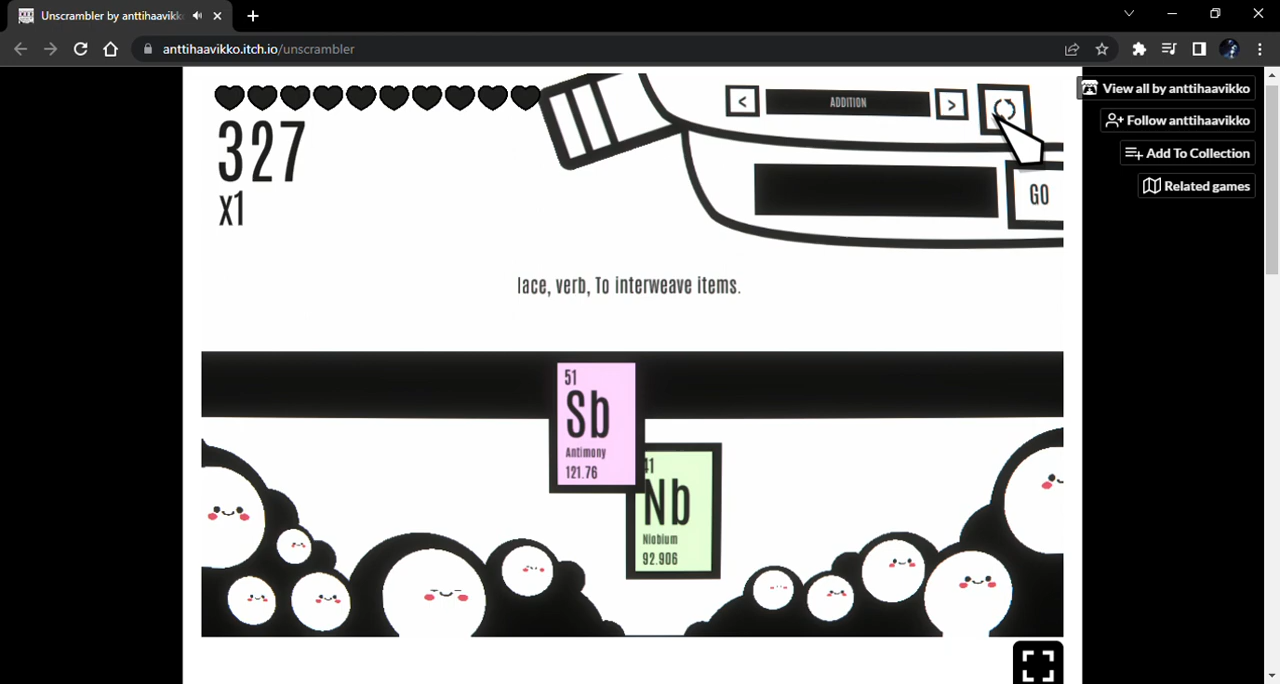 Unscrambler by anttihaavikko
anttihaavikko.itch.io/unscrambler
View all by anttihaavikko
Follow anttihaavikko
Add To Collection
Related games
327
x1
<
ADDITION
>
GO
lace, verb, To interweave items.
51
Sb
Antimony
121.76
41
Nb
Niobium
92.906